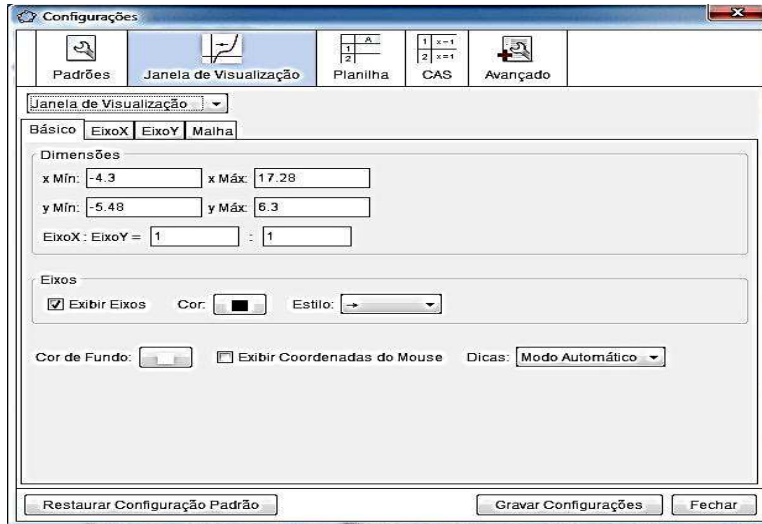 Configurações
Padrões Janela de Visualização Planilha CAS Avançado
Janela de Visualização
Básico EixoX EixoY Malha
Dimensões
x Mín: -4.3 x Máx: 17.28
y Mín: -5.48 y Máx: 6.3
EixoX : EixoY = 1 : 1
Eixos
Exibir Eixos Cor: Estilo:
Cor de Fundo: Exibir Coordenadas do Mouse Dicas: Modo Automático
Restaurar Configuração Padrão Gravar Configurações Fechar